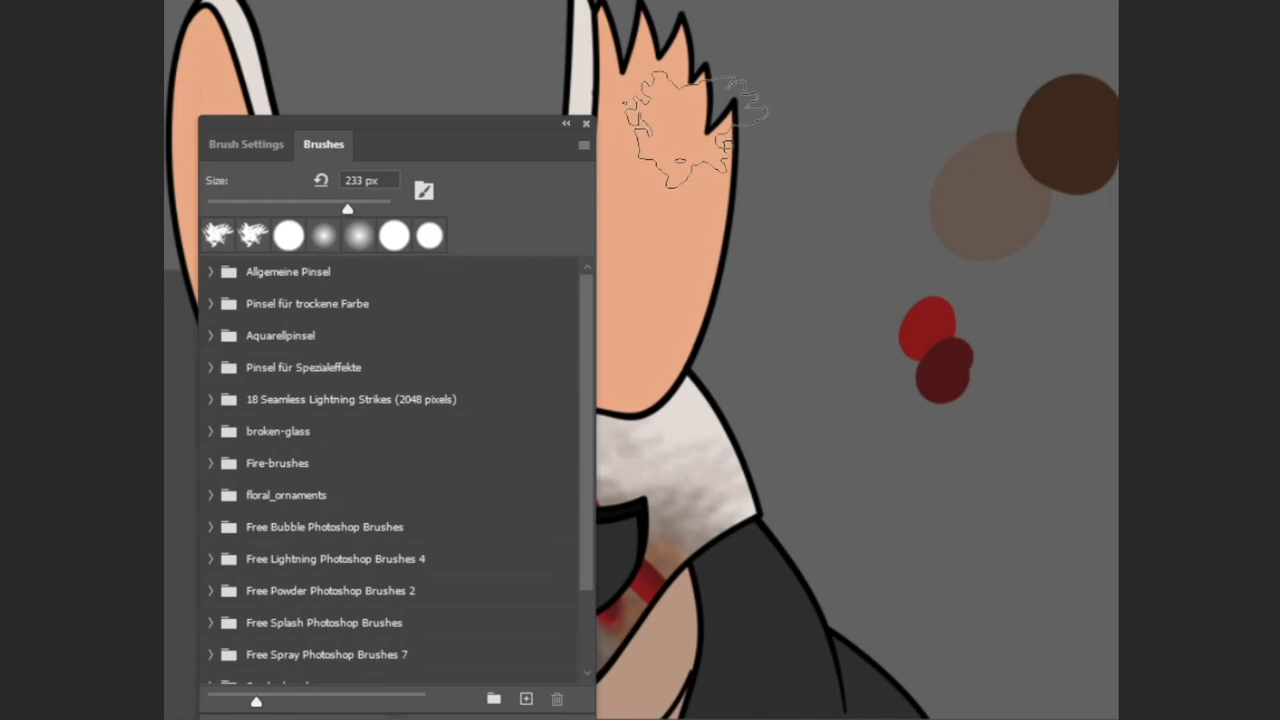 Brush Settings
Brushes
Size:
233 px
Allgemeine Pinsel
Pinsel für trockene Farbe
Aquarellpinsel
Pinsel für Spezialeffekte
18 Seamless Lightning Strikes (2048 pixels)
broken-glass
Fire-brushes
floral_ornaments
Free Bubble Photoshop Brushes
Free Lightning Photoshop Brushes 4
Free Powder Photoshop Brushes 2
Free Splash Photoshop Brushes
Free Spray Photoshop Brushes 7